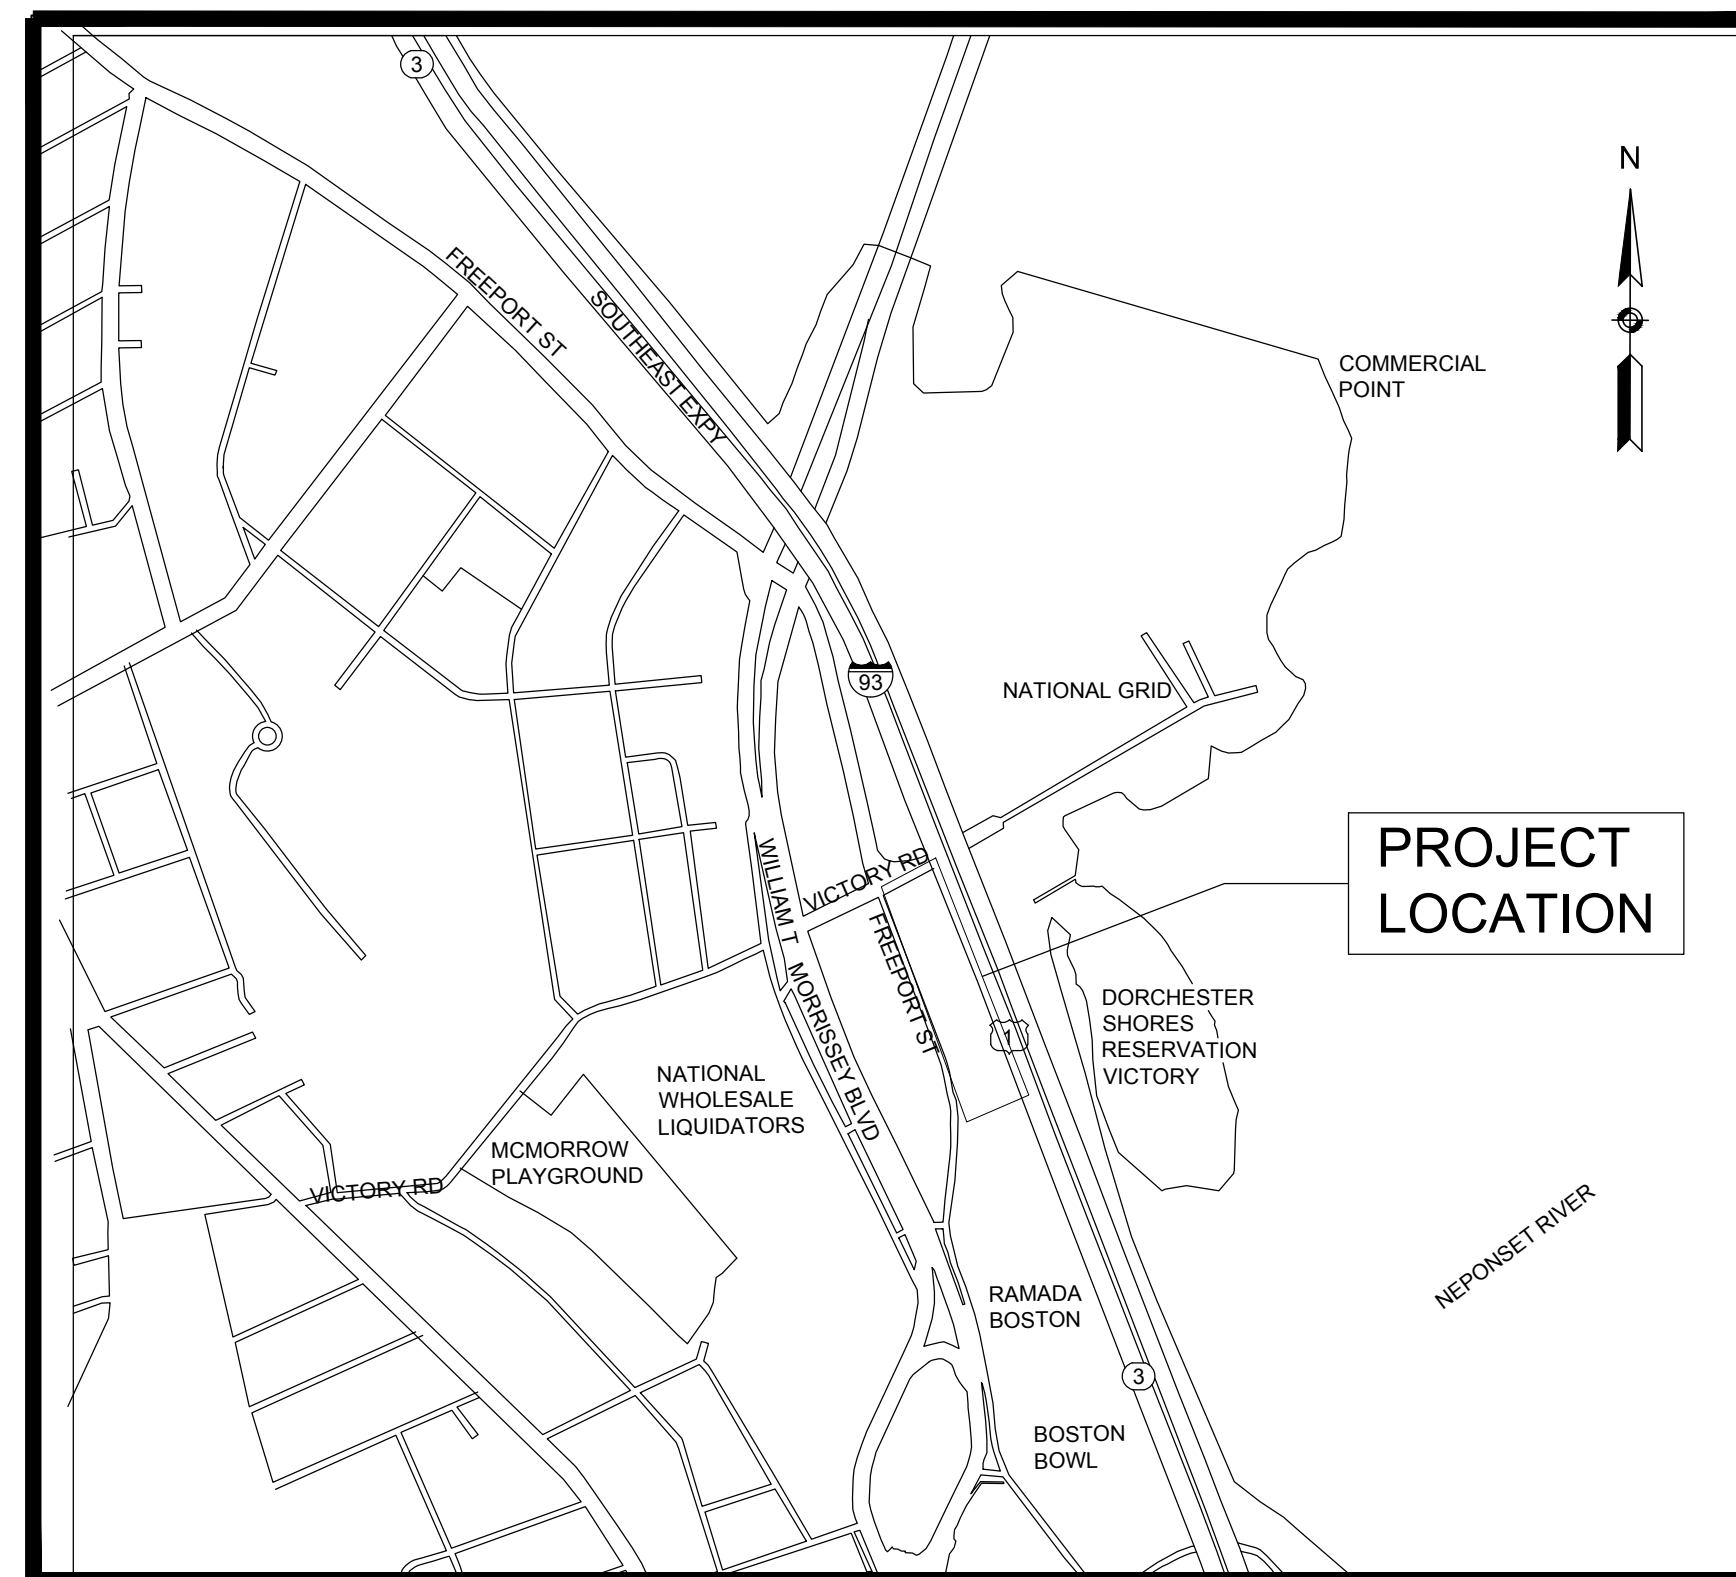 3
N
FREEPORT ST
SOUTHEAST EXPY
COMMERCIAL
POINT
93
NATIONAL GRID
PROJECT
LOCATION
WILLIAM T MORRISSEY BLVD
VICTORY RD
FREEPORT ST
DORCHESTER
SHORES
RESERVATION
VICTORY
1
NATIONAL
WHOLESALE
LIQUIDATORS
MCMORROW
PLAYGROUND
VICTORY RD
NEPONSET RIVER
RAMADA
BOSTON
3
BOSTON
BOWL